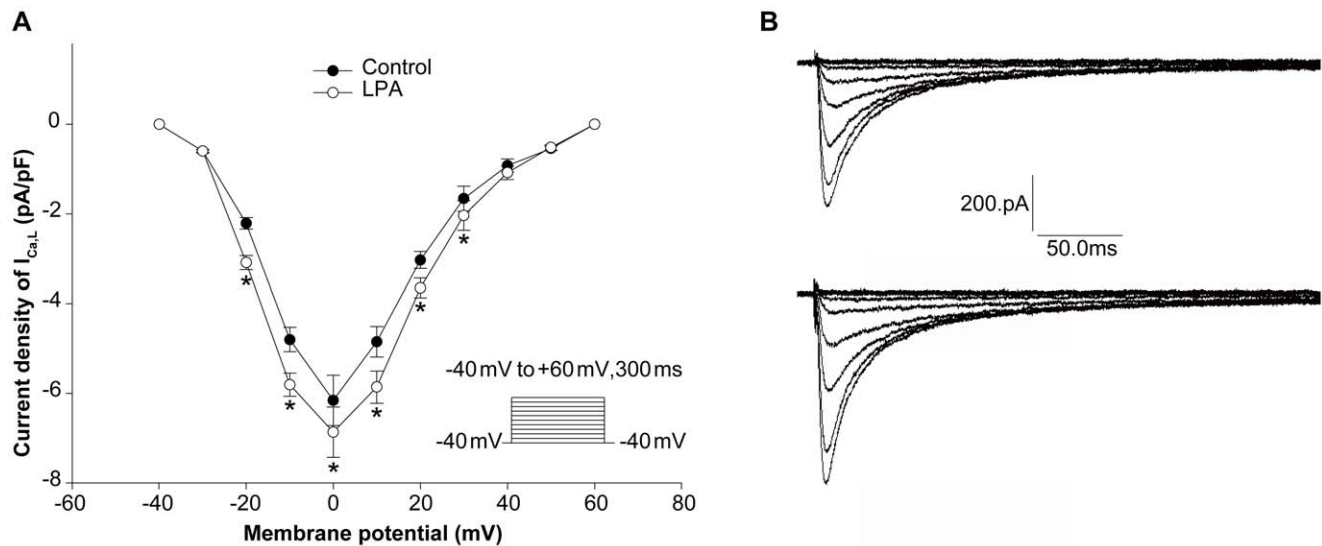 A
B
Control
LPA
0
-2
-4
-6
-8
Current density of I_Ca,L (pA/pF)
*
*
*
*
*
*
-40 mV to +60 mV, 300 ms
-40 mV
-40 mV
-60
-40
-20
0
20
40
60
80
Membrane potential (mV)
200.pA
50.0ms